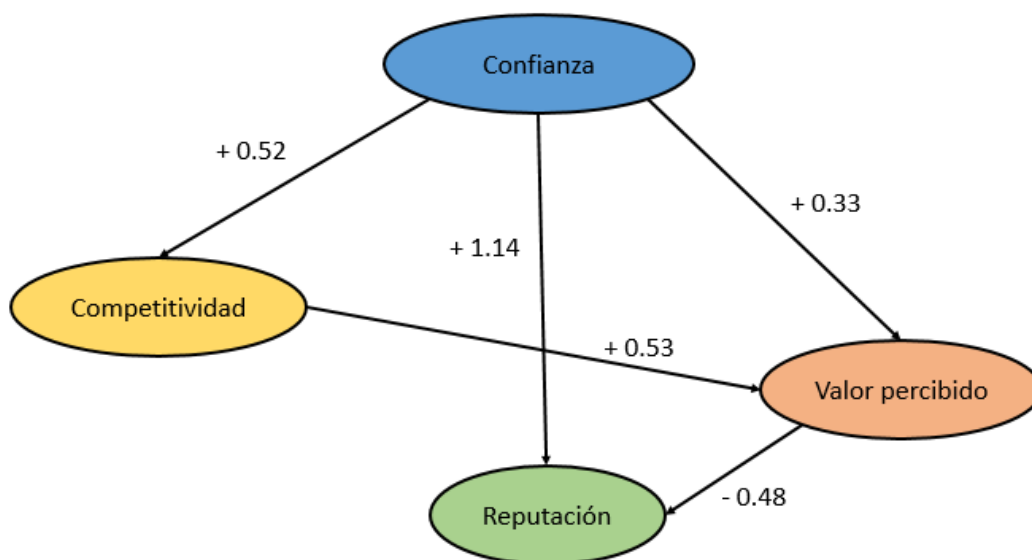 Confianza
+ 0.52
+ 0.33
+ 1.14
Competitividad
+ 0.53
Valor percibido
- 0.48
Reputación